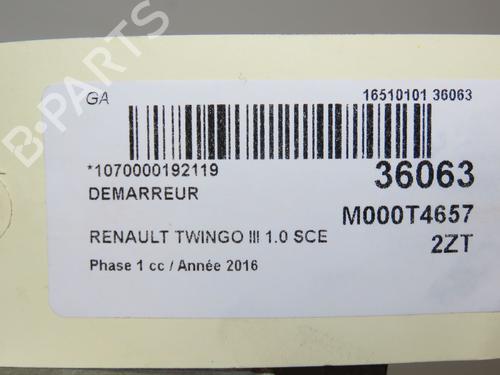 GA
16510101 36063
*1070000192119
36063
DEMARREUR
M000T4657
RENAULT TWINGO III 1.0 SCE
2ZT
Phase 1 cc / Année 2016
B-PARTS